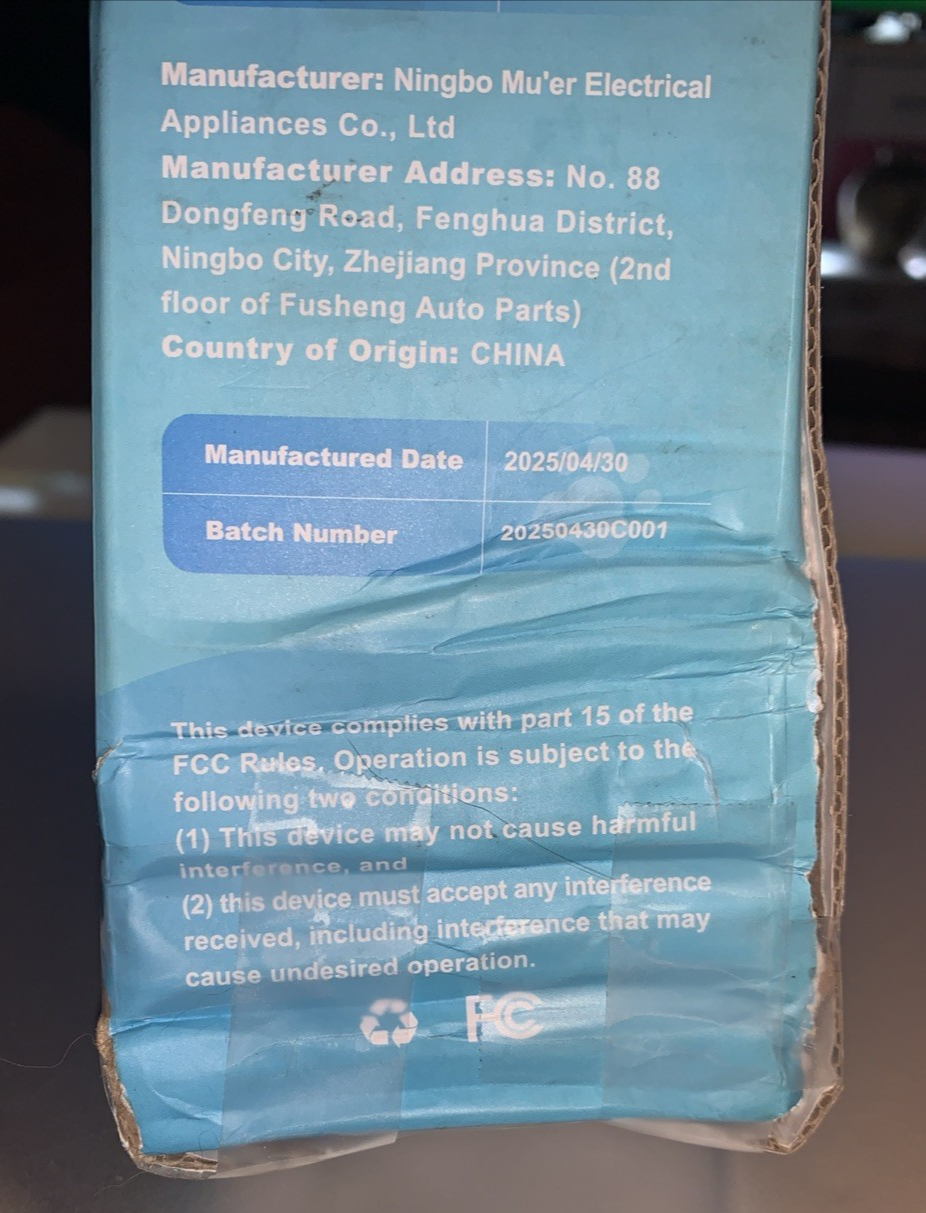 Manufacturer: Ningbo Mu'er Electrical
Appliances Co., Ltd
Manufacturer Address: No. 88
Dongfeng Road, Fenghua District,
Ningbo City, Zhejiang Province (2nd
floor of Fusheng Auto Parts)
Country of Origin: CHINA
Manufactured Date 2025/04/30
Batch Number 20250430C001
This device complies with part 15 of the
FCC Rules. Operation is subject to the
following two conditions:
(1) This device may not cause harmful
interference, and
(2) this device must accept any interference
received, including interference that may
cause undesired operation.
FC